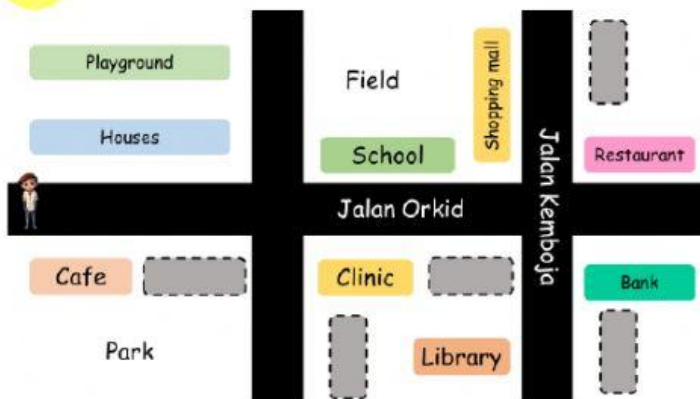 Playground
Field
Shopping mall
Houses
School
Jalan Kemboja
Restaurant
Jalan Orkid
Cafe
Clinic
Bank
Park
Library